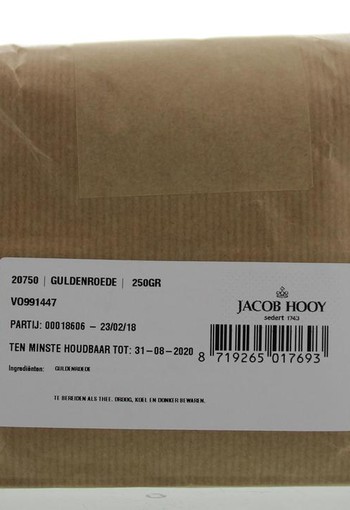 20750 | GULDENROEDE | 250GR
VO991447
JACOB HOOY
sedert 1743
PARTIJ: 00018606 – 23/02/18
TEN MINSTE HOUDBAAR TOT: 31-08-2020
8 719265 017693
Ingrediënten: GULDENROEDE
TE BEREIDEN ALS THEE. DROOG, KOEL EN DONKER BEWAREN.